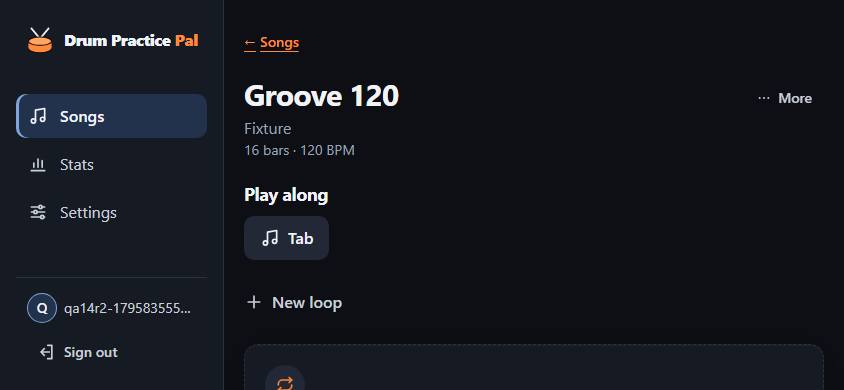 Drum Practice Pal
Songs
Stats
Settings
Q qa14r2-179583555...
Sign out
← Songs
Groove 120
··· More
Fixture
16 bars · 120 BPM
Play along
Tab
+ New loop